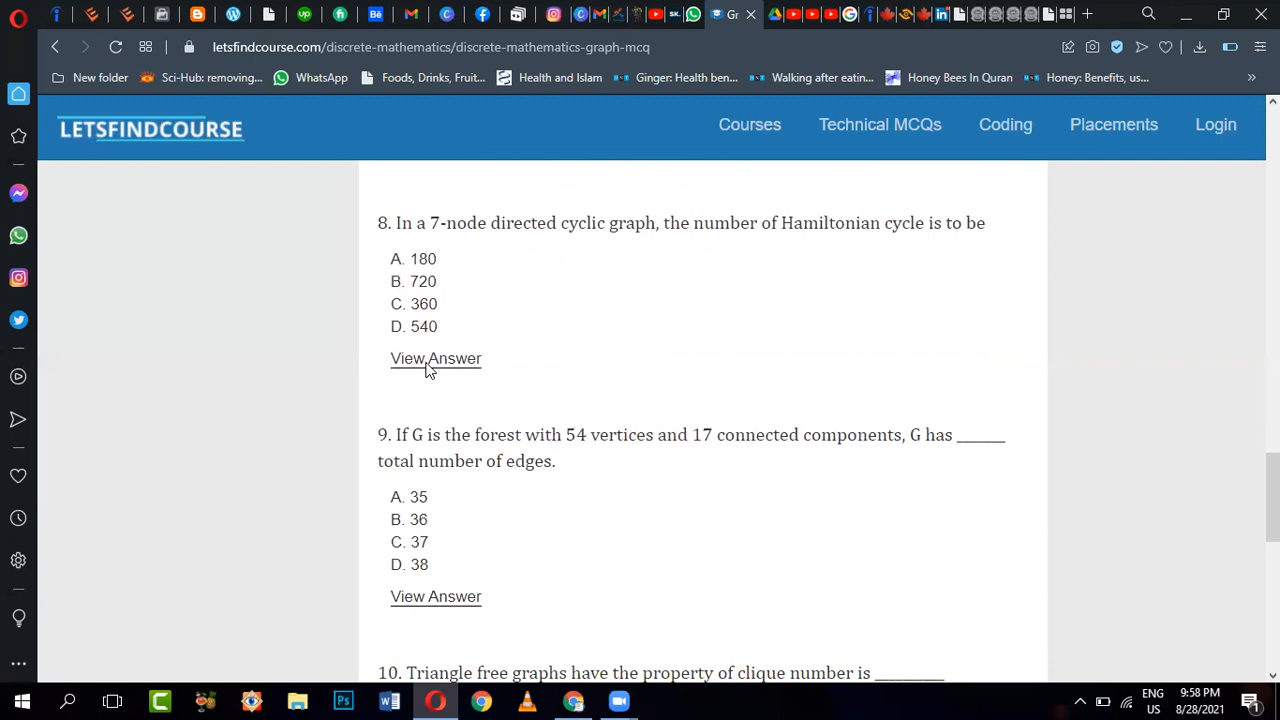 Gr
letsfindcourse.com/discrete-mathematics/discrete-mathematics-graph-mcq
New folder
Sci-Hub: removing...
WhatsApp
Foods, Drinks, Fruit...
Health and Islam
Ginger: Health ben...
Walking after eatin...
Honey Bees In Quran
Honey: Benefits, us...
LETSFINDCOURSE
Courses
Technical MCQs
Coding
Placements
Login
8. In a 7-node directed cyclic graph, the number of Hamiltonian cycle is to be
A. 180
B. 720
C. 360
D. 540
View Answer
9. If G is the forest with 54 vertices and 17 connected components, G has ______
total number of edges.
A. 35
B. 36
C. 37
D. 38
View Answer
10. Triangle free graphs have the property of clique number is _________
ENG
US
9:58 PM
8/28/2021